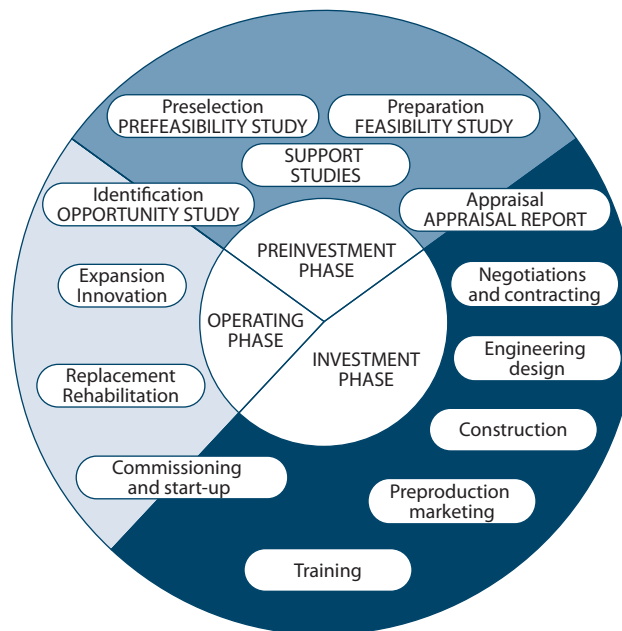 Preselection
PREFEASIBILITY STUDY
Preparation
FEASIBILITY STUDY
SUPPORT
STUDIES
Identification
OPPORTUNITY STUDY
Appraisal
APPRAISAL REPORT
PREINVESTMENT
PHASE
Expansion
Innovation
Negotiations
and contracting
OPERATING
PHASE
INVESTMENT
PHASE
Engineering
design
Replacement
Rehabilitation
Construction
Commissioning
and start-up
Preproduction
marketing
Training